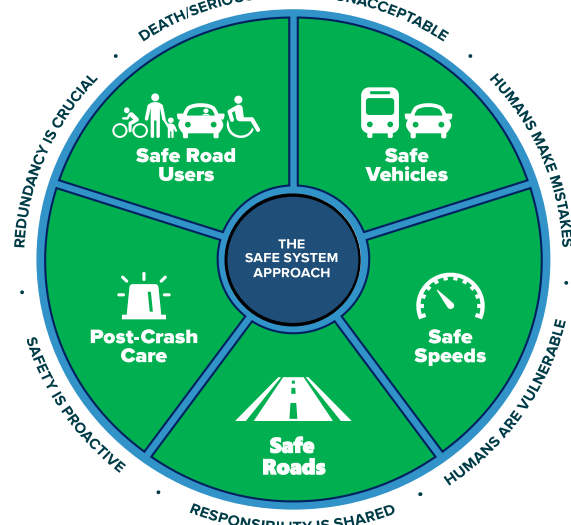 DEATH/SERIOUS
UNACCEPTABLE
HUMANS MAKE MISTAKES
HUMANS ARE VULNERABLE
RESPONSIBILITY IS SHARED
SAFETY IS PROACTIVE
REDUNDANCY IS CRUCIAL
Safe Road
Users
Safe
Vehicles
THE
SAFE SYSTEM
APPROACH
Post-Crash
Care
Safe
Speeds
Safe
Roads